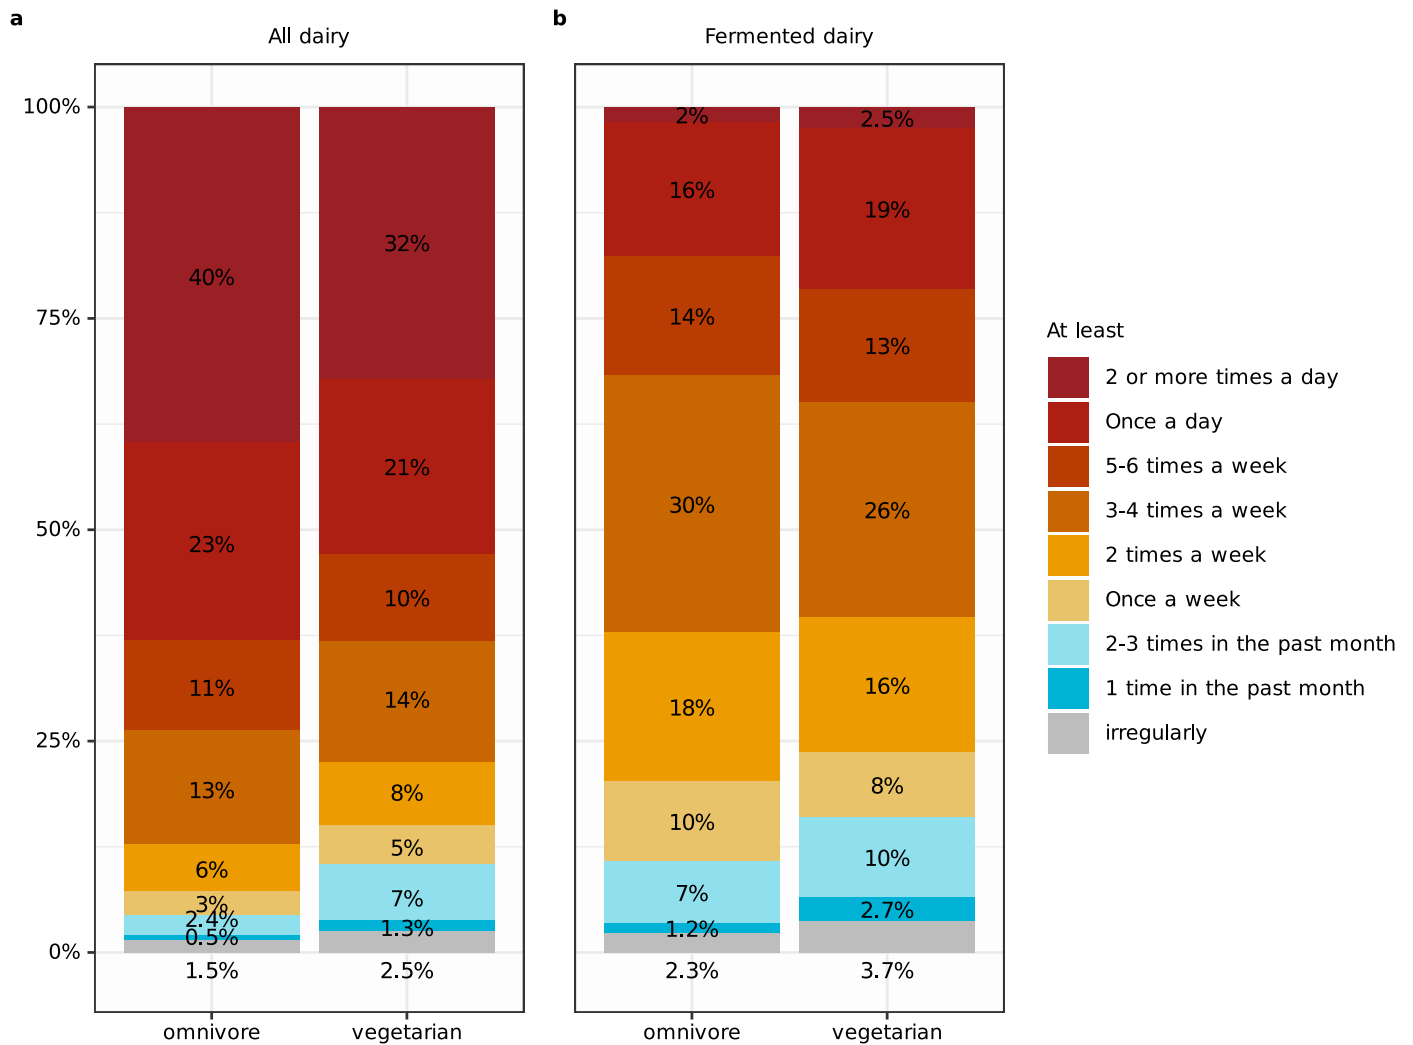 a
All dairy
100%
75%
50%
25%
0%
40%
23%
11%
13%
6%
3%
2.4%
0.5%
1.5%
32%
21%
10%
14%
8%
5%
7%
1.3%
2.5%
omnivore
vegetarian
b
Fermented dairy
2%
16%
14%
30%
18%
10%
7%
1.2%
2.3%
2.5%
19%
13%
26%
16%
8%
10%
2.7%
3.7%
omnivore
vegetarian
At least
2 or more times a day
Once a day
5-6 times a week
3-4 times a week
2 times a week
Once a week
2-3 times in the past month
1 time in the past month
irregularly